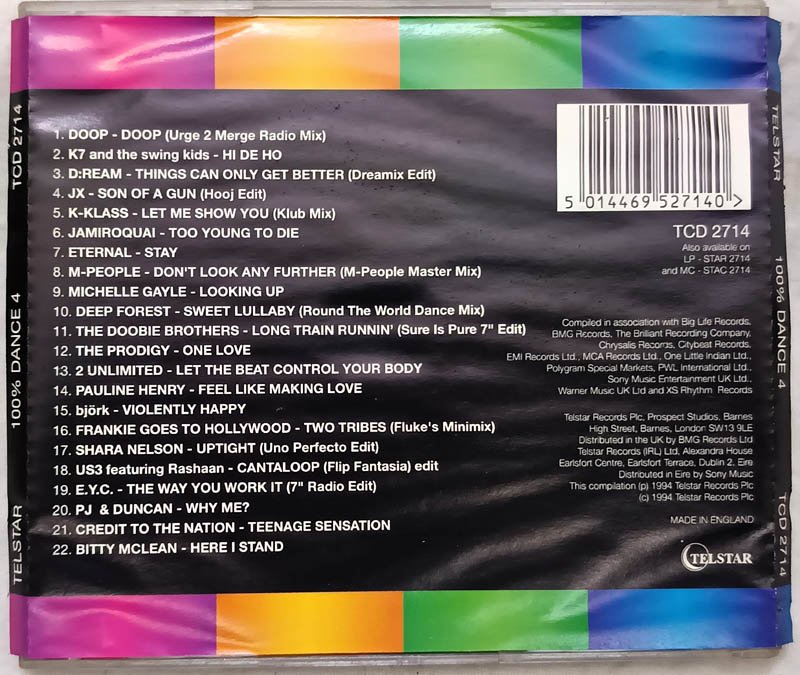 1. DOOP - DOOP (Urge 2 Merge Radio Mix)
2. K7 and the swing kids - HI DE HO
3. D:REAM - THINGS CAN ONLY GET BETTER (Dreamix Edit)
4. JX - SON OF A GUN (Hooj Edit)
5. K-KLASS - LET ME SHOW YOU (Klub Mix)
6. JAMIROQUAI - TOO YOUNG TO DIE
7. ETERNAL - STAY
8. M-PEOPLE - DON'T LOOK ANY FURTHER (M-People Master Mix)
9. MICHELLE GAYLE - LOOKING UP
10. DEEP FOREST - SWEET LULLABY (Round The World Dance Mix)
11. THE DOOBIE BROTHERS - LONG TRAIN RUNNIN' (Sure Is Pure 7" Edit)
12. THE PRODIGY - ONE LOVE
13. 2 UNLIMITED - LET THE BEAT CONTROL YOUR BODY
14. PAULINE HENRY - FEEL LIKE MAKING LOVE
15. björk - VIOLENTLY HAPPY
16. FRANKIE GOES TO HOLLYWOOD - TWO TRIBES (Fluke's Minimix)
17. SHARA NELSON - UPTIGHT (Uno Perfecto Edit)
18. US3 featuring Rashaan - CANTALOOP (Flip Fantasia) edit
19. E.Y.C. - THE WAY YOU WORK IT (7" Radio Edit)
20. PJ & DUNCAN - WHY ME?
21. CREDIT TO THE NATION - TEENAGE SENSATION
22. BITTY MCLEAN - HERE I STAND
5 014469 527140 >
TCD 2714
Also available on
LP - STAR 2714
and MC - STAC 2714
Compiled in association with Big Life Records,
BMG Records, The Brilliant Recording Company,
Chrysalis Records, Citybeat Records,
EMI Records Ltd., MCA Records Ltd., One Little Indian Ltd.,
Polygram Special Markets, PWL International Ltd.,
Sony Music Entertainment UK Ltd.,
Warner Music UK Ltd and XS Rhythm Records
Telstar Records Plc, Prospect Studios, Barnes
High Street, Barnes, London SW13 9LE
Distributed in the UK by BMG Records Ltd
Telstar Records (IRL) Ltd, Alexandra House
Earlsfort Centre, Earlsfort Terrace, Dublin 2, Eire
Distributed in Eire by Sony Music
This compilation (p) 1994 Telstar Records Plc
(c) 1994 Telstar Records Plc
MADE IN ENGLAND
TELSTAR
TELSTAR 100% DANCE 4 TCD 2714
TELSTAR 100% DANCE 4 TCD 2714